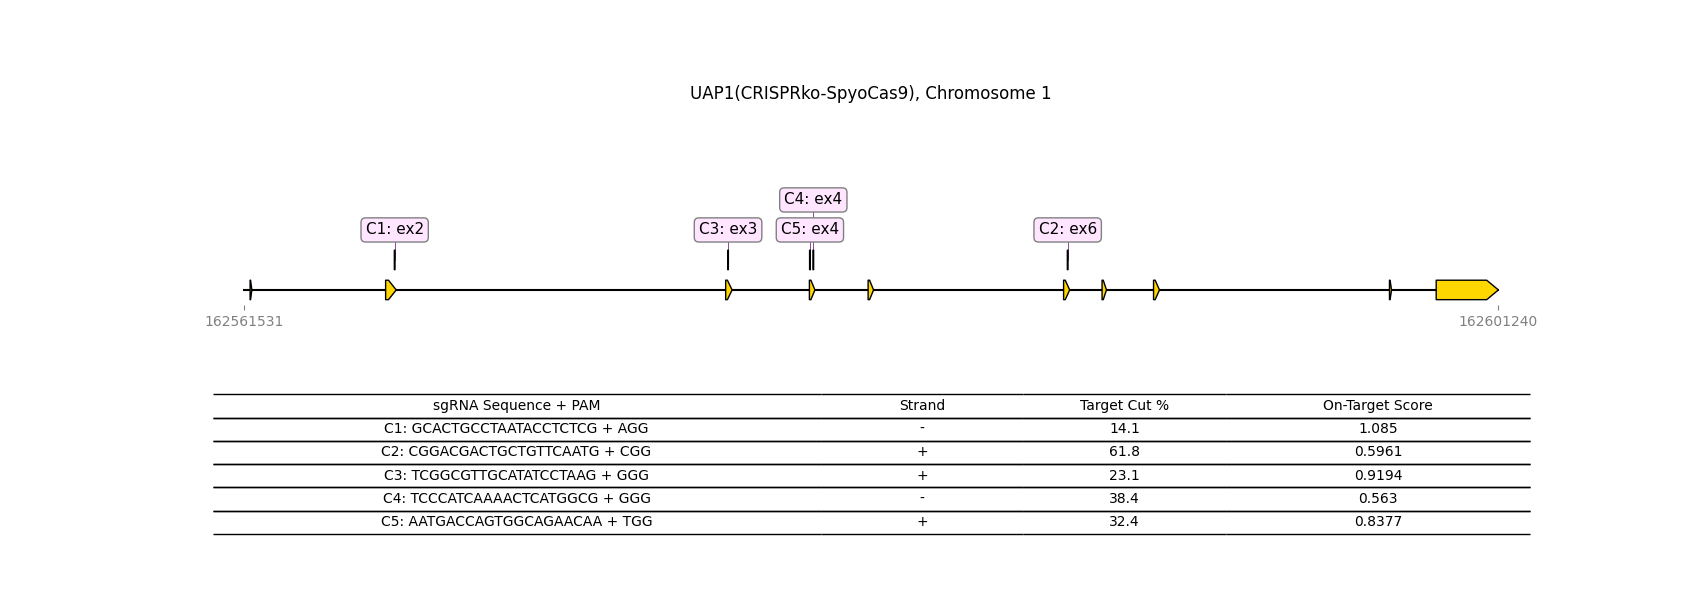 UAP1(CRISPRko-SpyoCas9), Chromosome 1
C4: ex4
C1: ex2 C3: ex3 C5: ex4 C2: ex6
162561531 162601240
sgRNA Sequence + PAM Strand Target Cut % On-Target Score
C1: GCACTGCCTAATACCTCTCG + AGG - 14.1 1.085
C2: CGGACGACTGCTGTTCAATG + CGG + 61.8 0.5961
C3: TCGGCGTTGCATATCCTAAG + GGG + 23.1 0.9194
C4: TCCCATCAAAACTCATGGCG + GGG - 38.4 0.563
C5: AATGACCAGTGGCAGAACAA + TGG + 32.4 0.8377